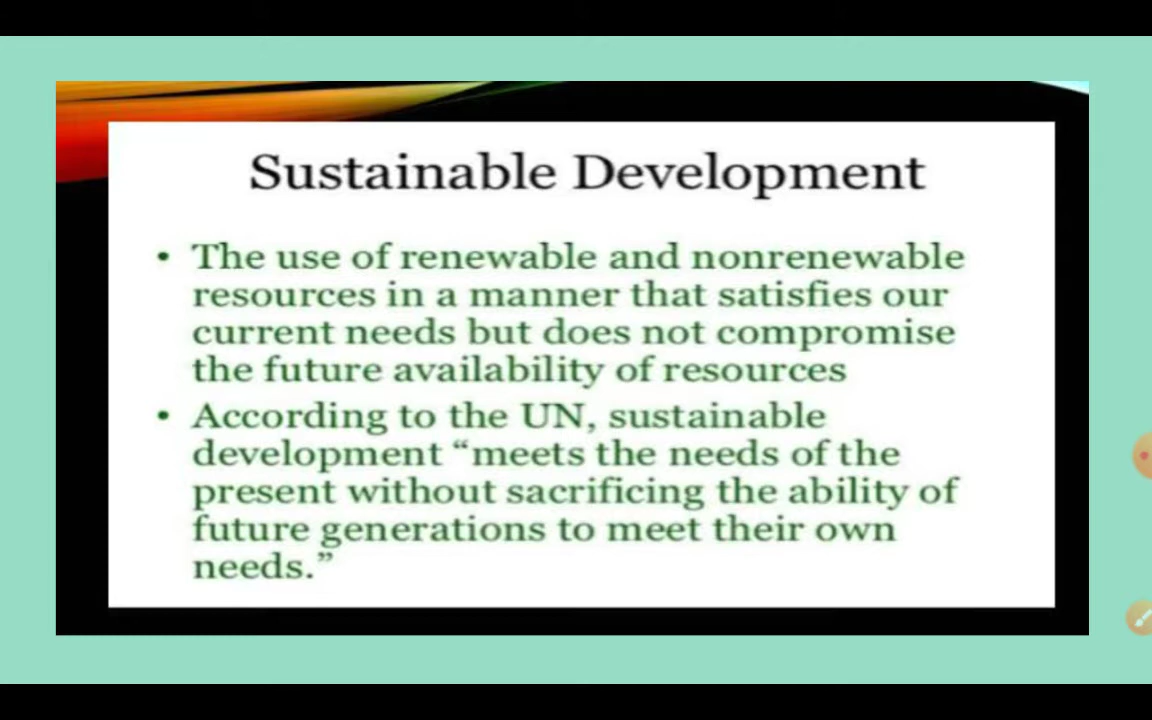 Sustainable Development
• The use of renewable and nonrenewable
resources in a manner that satisfies our
current needs but does not compromise
the future availability of resources
• According to the UN, sustainable
development “meets the needs of the
present without sacrificing the ability of
future generations to meet their own
needs.”